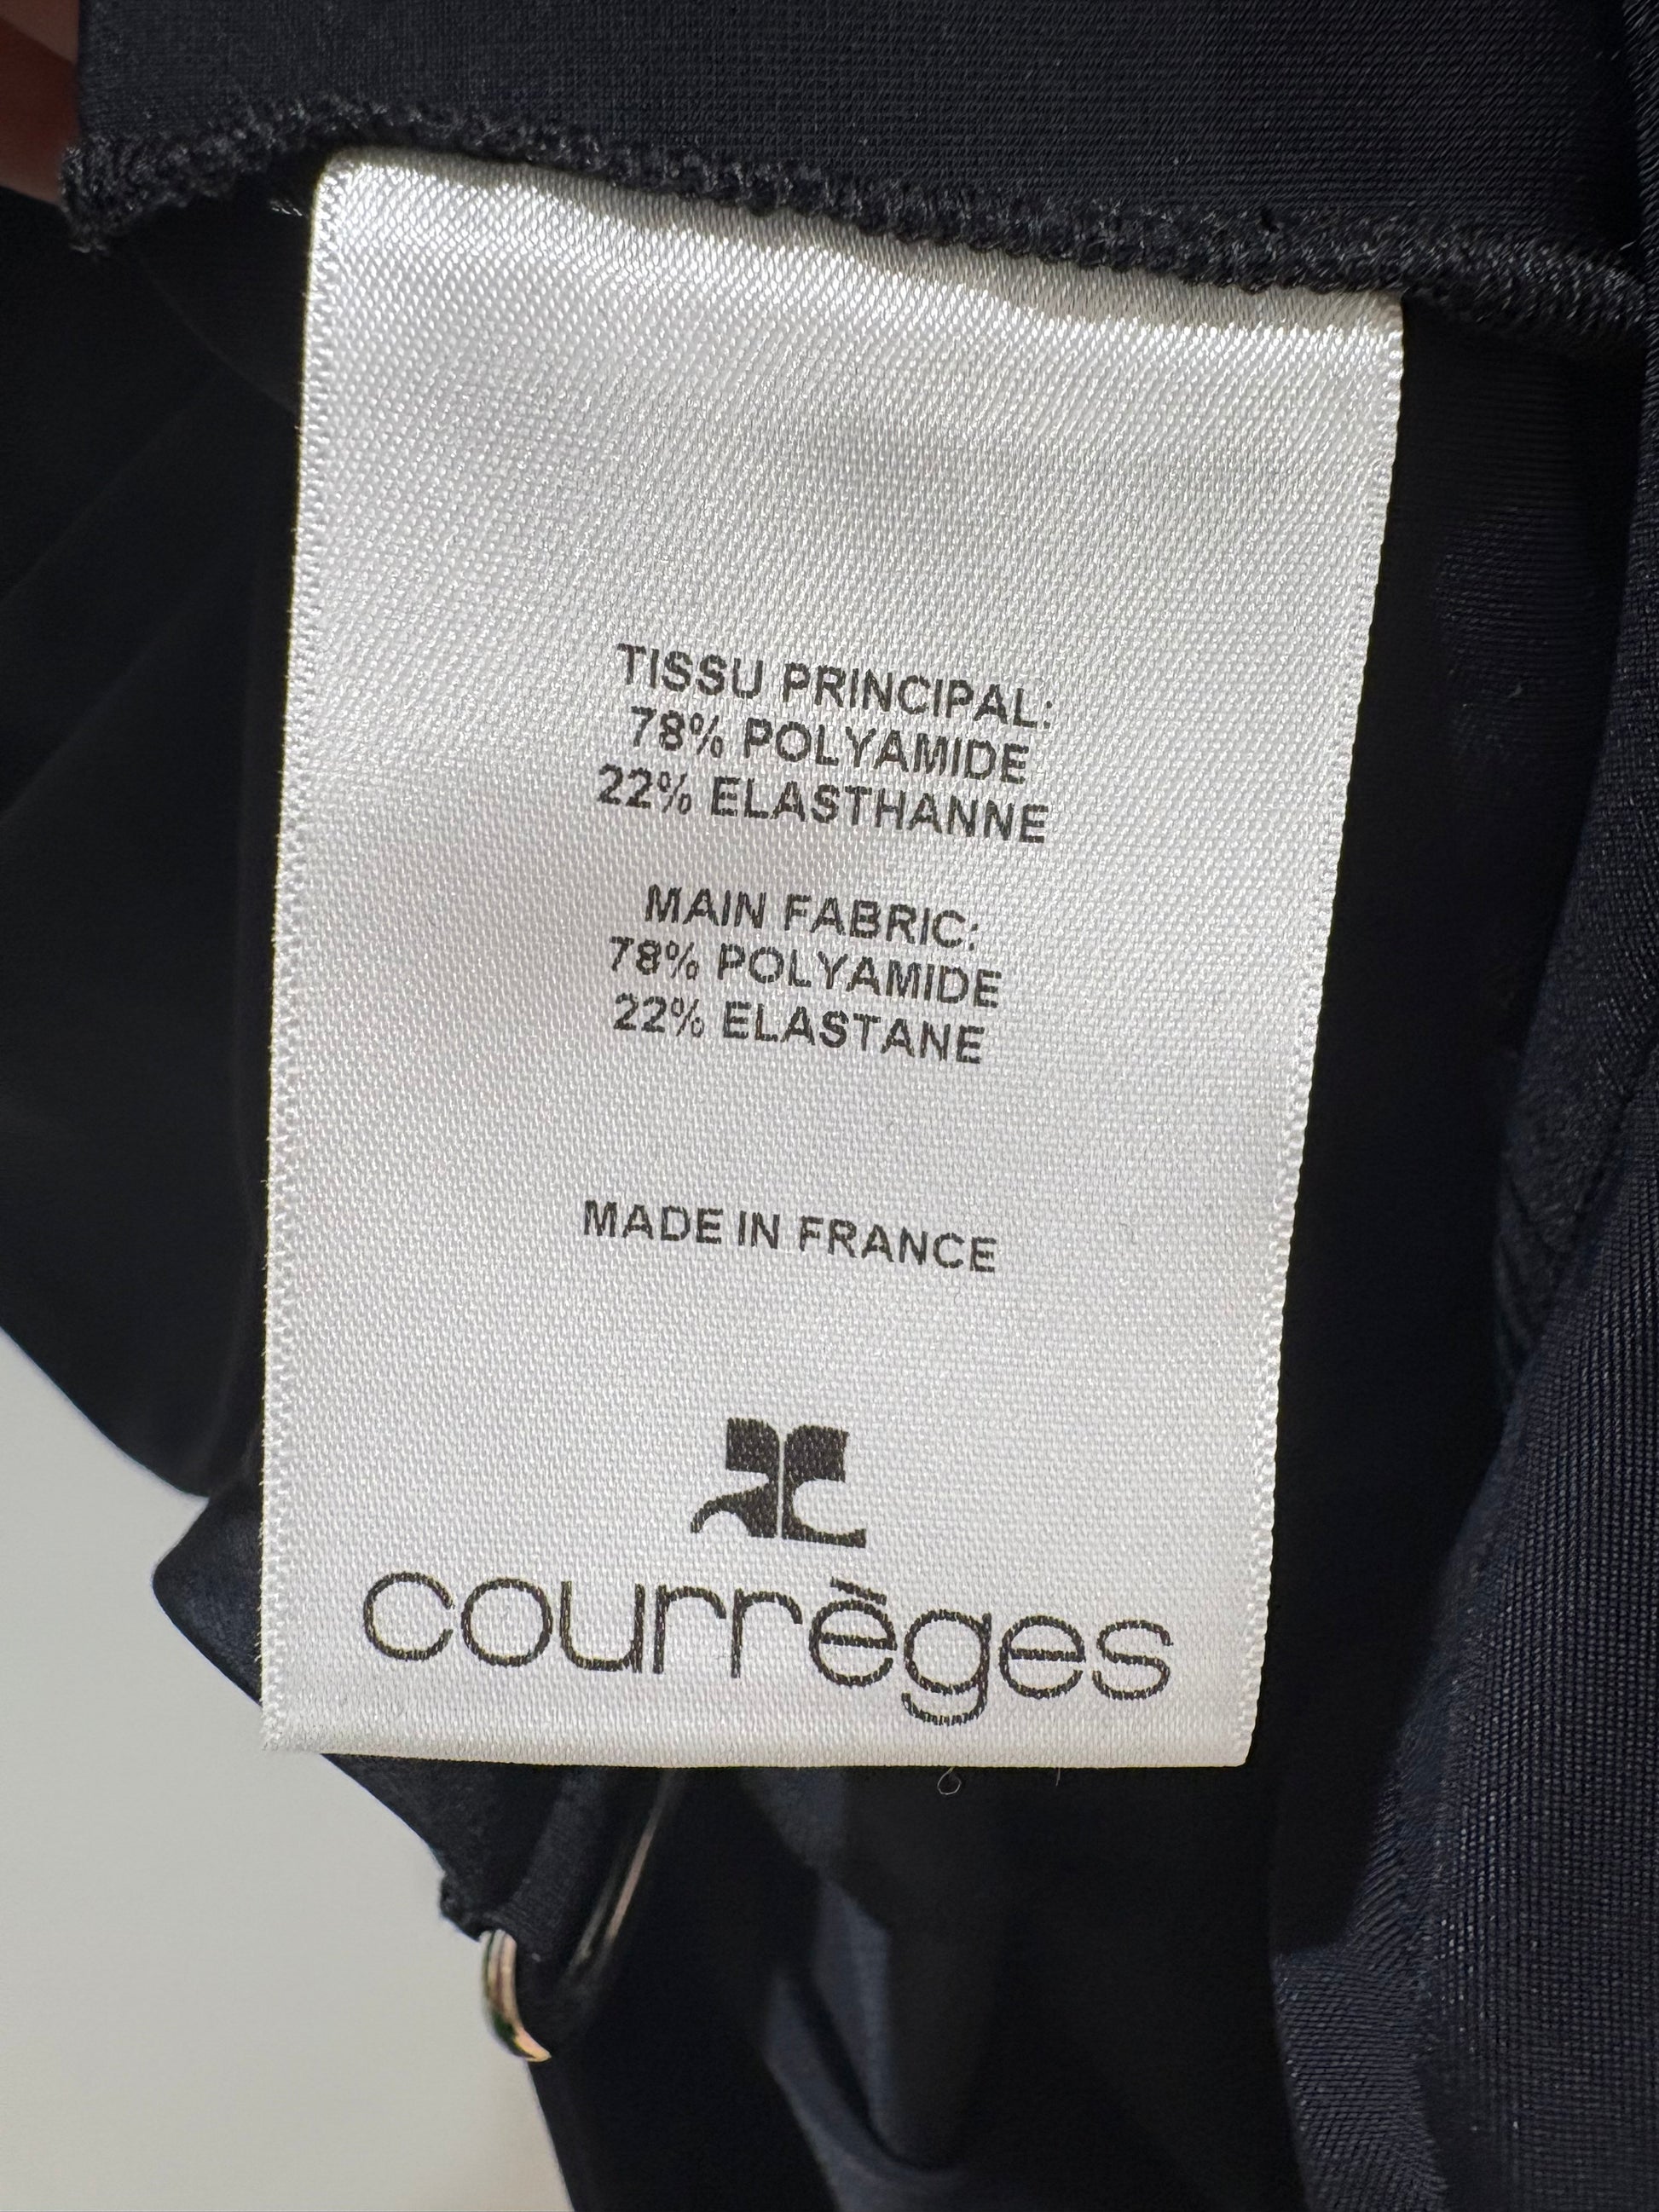 TISSU PRINCIPAL:
78% POLYAMIDE
22% ELASTHANNE
MAIN FABRIC:
78% POLYAMIDE
22% ELASTANE
MADE IN FRANCE
courrèges